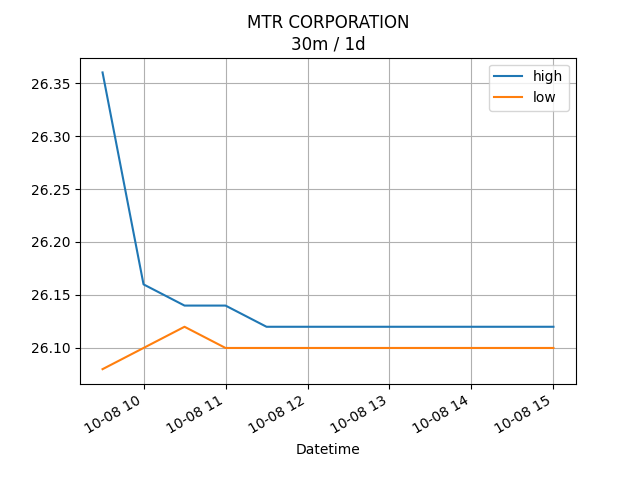 MTR CORPORATION
30m / 1d
high
low
26.35
26.30
26.25
26.20
26.15
26.10
10-08 10
10-08 11
10-08 12
10-08 13
10-08 14
10-08 15
Datetime